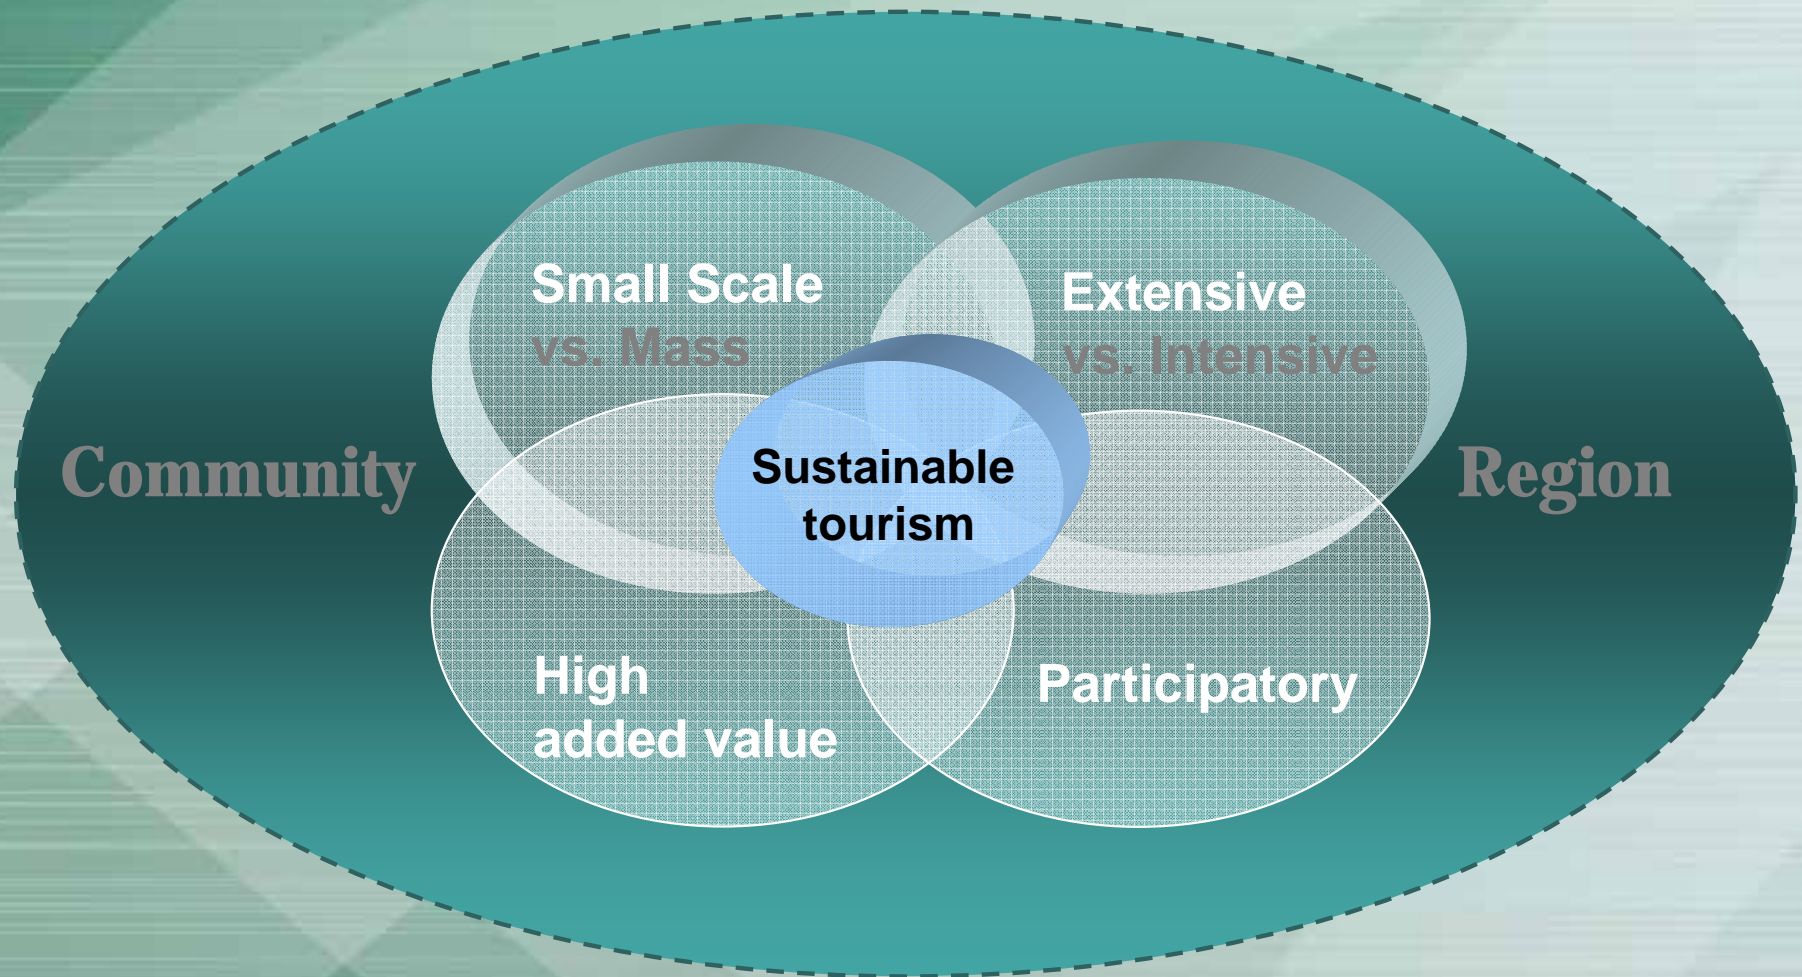 Small Scale
vs. Mass
Extensive
vs. Intensive
Community
Sustainable
tourism
Region
High
added value
Participatory